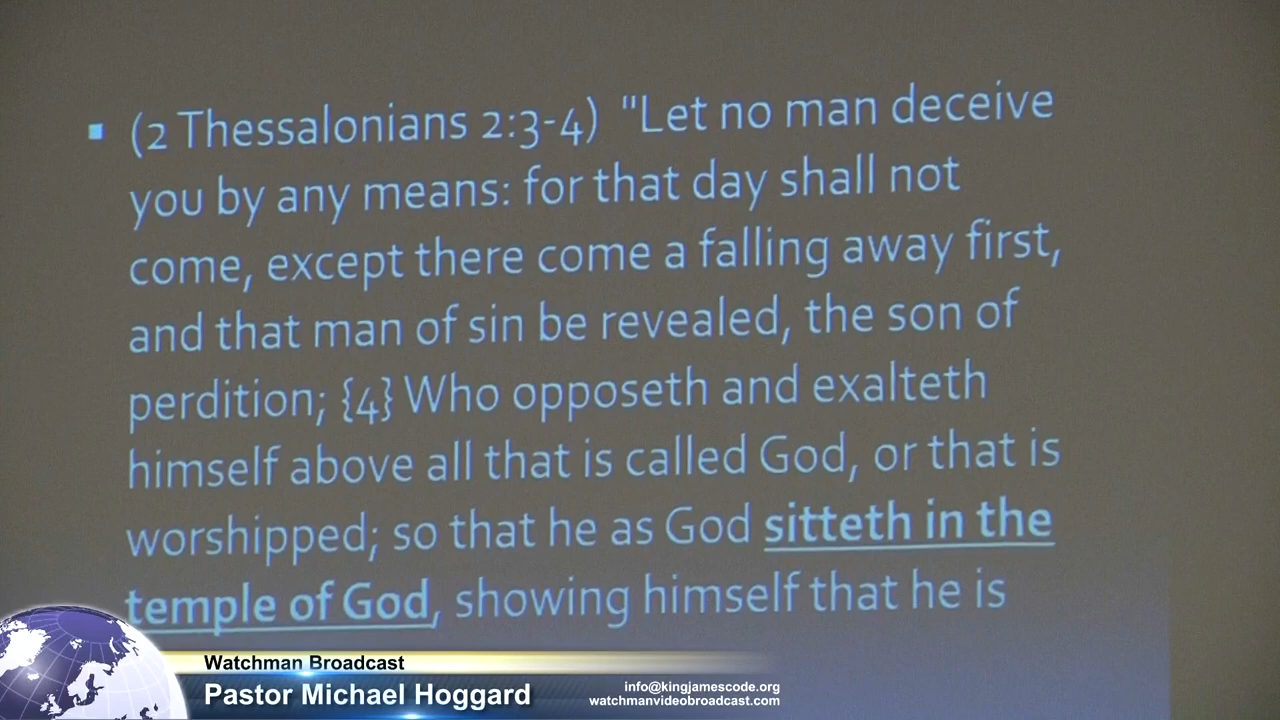 (2 Thessalonians 2:3-4) "Let no man deceive
you by any means: for that day shall not
come, except there come a falling away first,
and that man of sin be revealed, the son of
perdition; {4} Who opposeth and exalteth
himself above all that is called God, or that is
worshipped; so that he as God sitteth in the
temple of God, showing himself that he is
Watchman Broadcast
Pastor Michael Hoggard
info@kingjamescode.org
watchmanvideobroadcast.com